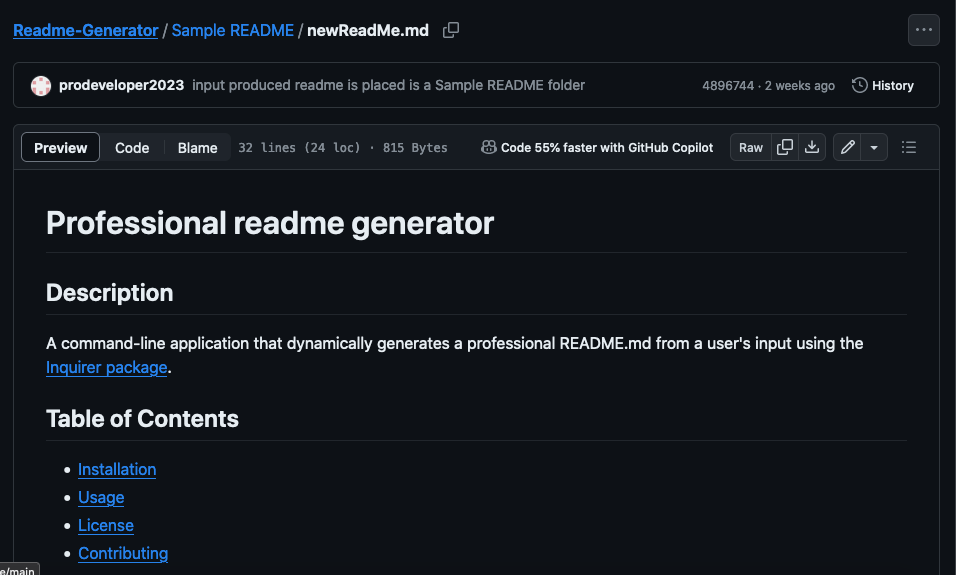 Readme-Generator / Sample README / newReadMe.md
prodeveloper2023 input produced readme is placed is a Sample README folder 4896744 · 2 weeks ago History
Preview Code Blame 32 lines (24 loc) · 815 Bytes Code 55% faster with GitHub Copilot Raw
Professional readme generator
Description
A command-line application that dynamically generates a professional README.md from a user's input using the
Inquirer package.
Table of Contents
• Installation
• Usage
• License
• Contributing
e/main